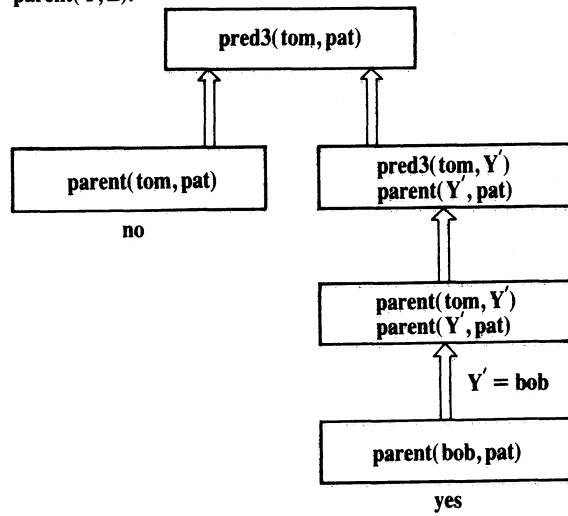 pred3(tom,pat)
parent(tom,pat)
no
pred3(tom,Y′)
parent(Y′,pat)
parent(tom,Y′)
parent(Y′,pat)
Y′ = bob
parent(bob,pat)
yes